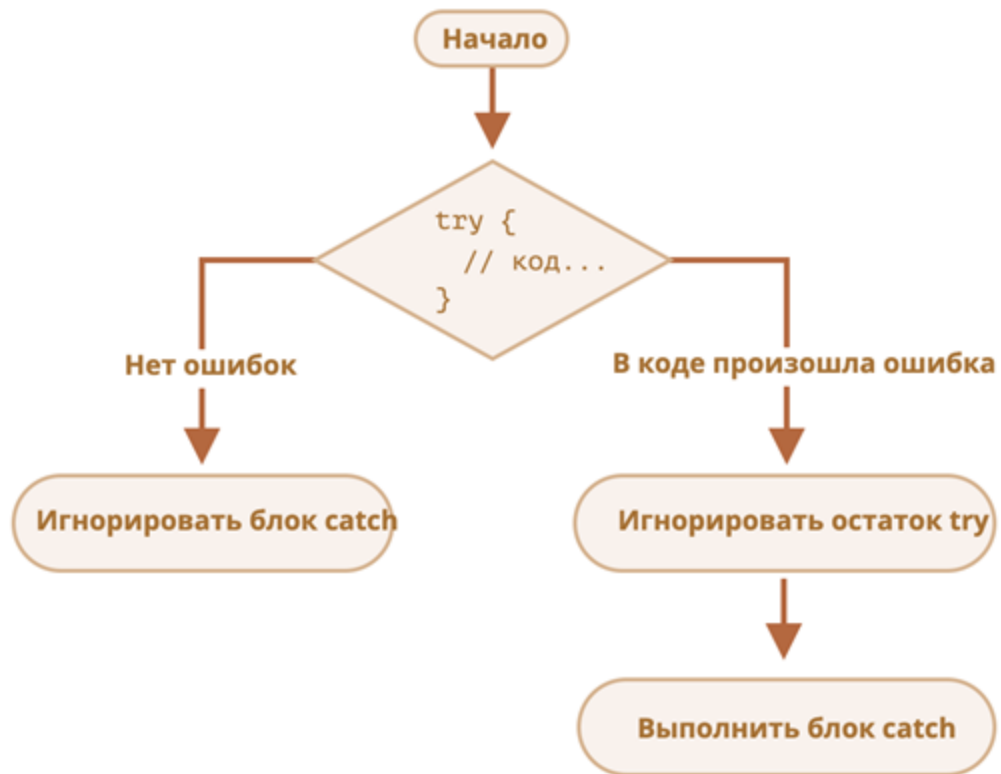 Начало
try {
// код...
}
Нет ошибок
В коде произошла ошибка
Игнорировать блок catch
Игнорировать остаток try
Выполнить блок catch